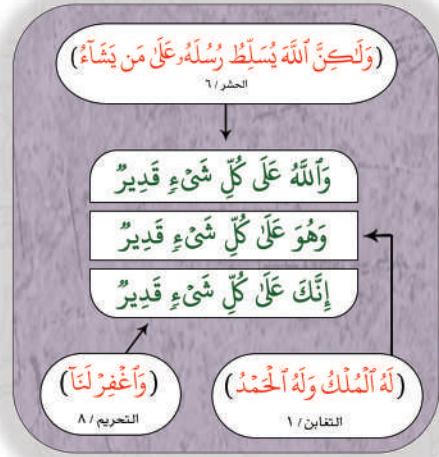 (وَلَٰكِنَّ ٱللَّهَ يُسَلِّطُ رُسُلَهُۥ عَلَىٰ مَن يَشَآءُ)
الحشر / ٦
وَٱللَّهُ عَلَىٰ كُلِّ شَىْءٍ قَدِيرٌ
وَهُوَ عَلَىٰ كُلِّ شَىْءٍ قَدِيرٌ
إِنَّكَ عَلَىٰ كُلِّ شَىْءٍ قَدِيرٌ
(لَهُ ٱلْمُلْكُ وَلَهُ ٱلْحَمْدُ)
التغابن / ١
(وَٱغْفِرْ لَنَآ)
التحريم / ٨